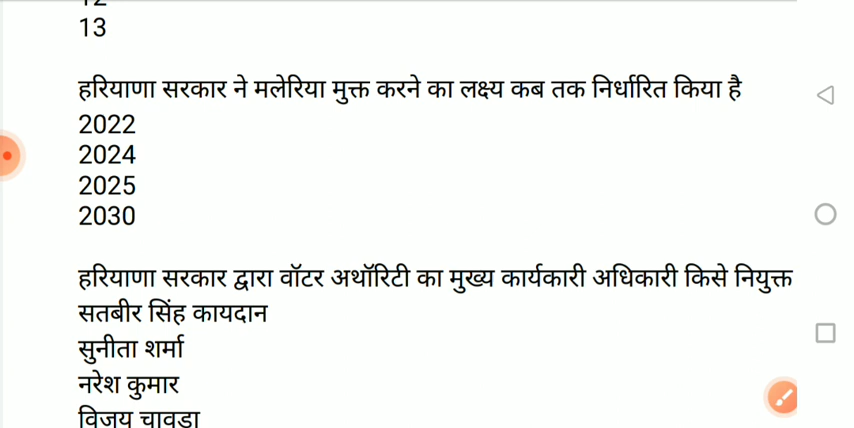 13
हरियाणा सरकार ने मलेरिया मुक्त करने का लक्ष्य कब तक निर्धारित किया है
2022
2024
2025
2030
हरियाणा सरकार द्वारा वॉटर अथॉरिटी का मुख्य कार्यकारी अधिकारी किसे नियुक्त
सतबीर सिंह कायदान
सुनीता शर्मा
नरेश कुमार
विजय चावडा